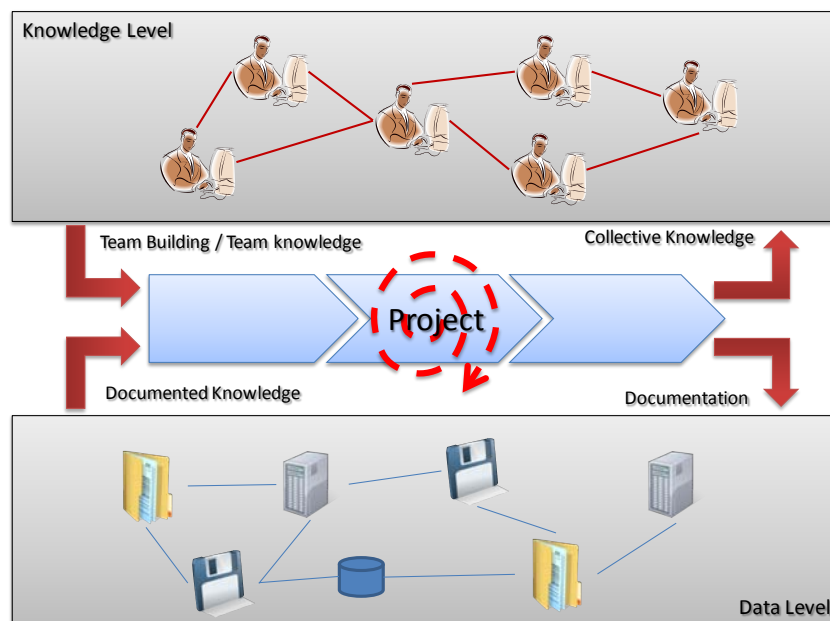 Knowledge Level
Team Building / Team knowledge
Collective Knowledge
Project
Documented Knowledge
Documentation
Data Level